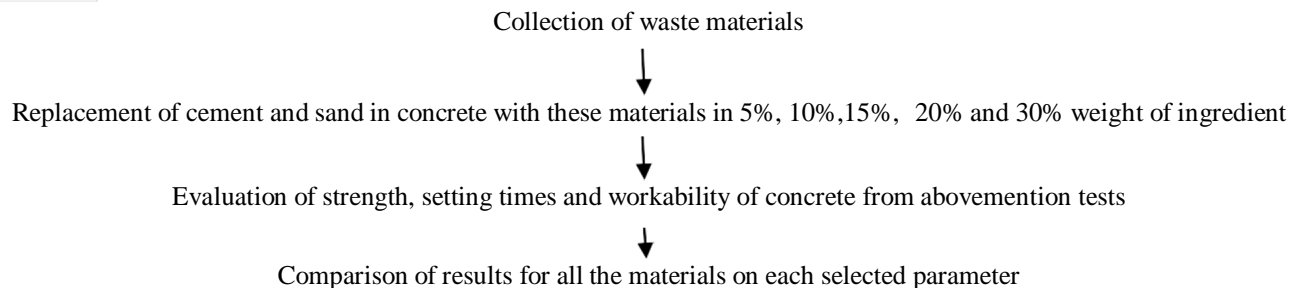 Collection of waste materials
Replacement of cement and sand in concrete with these materials in 5%, 10%,15%, 20% and 30% weight of ingredient
Evaluation of strength, setting times and workability of concrete from abovemention tests
Comparison of results for all the materials on each selected parameter